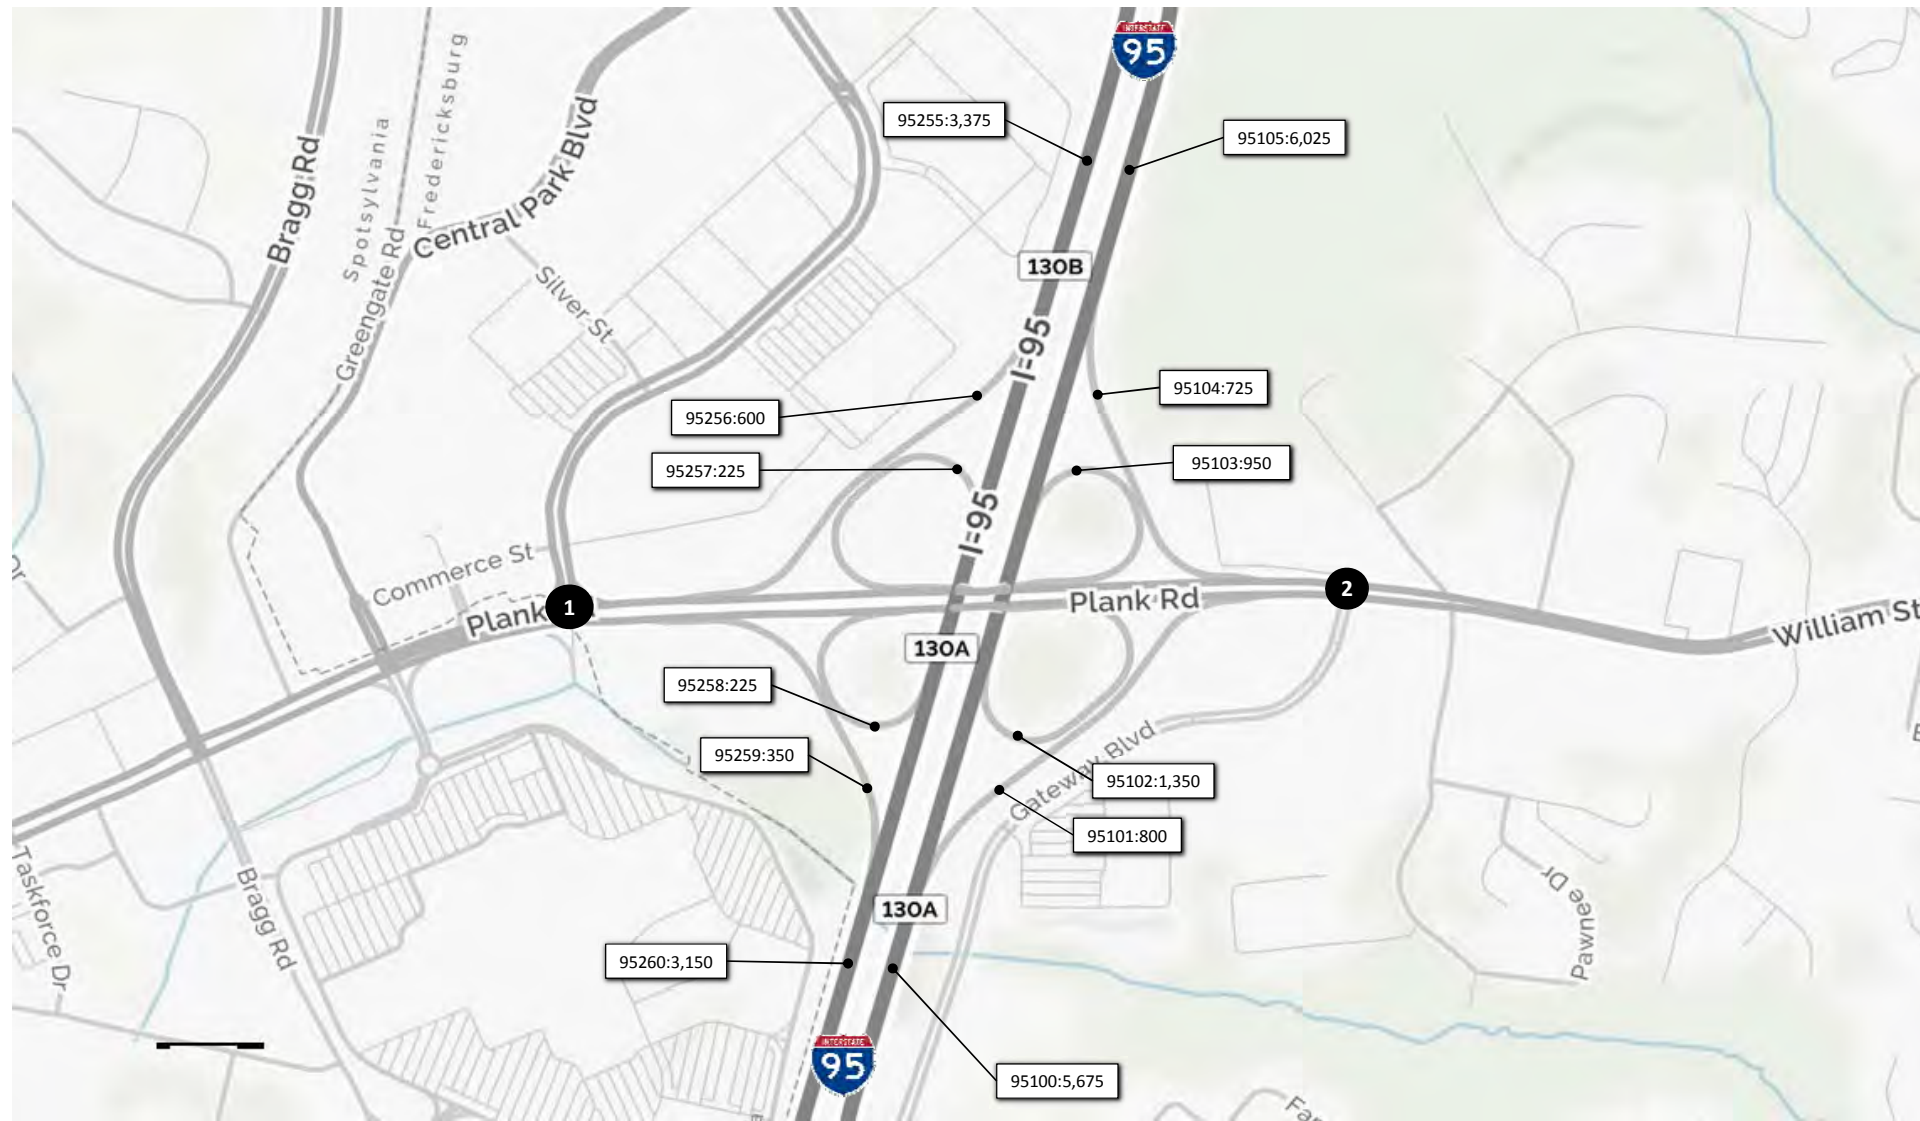 INTERSTATE
95
95255:3,375
95105:6,025
Bragg Rd
Spotsylvania
Fredericksburg
Central Park Blvd
Greengate Rd
Silver St
130B
I-95
95256:600
95104:725
95257:225
95103:950
I-95
Commerce St
1
2
Plank
Plank Rd
William St
130A
95258:225
95259:350
Gateway Blvd
95102:1,350
95101:800
Taskforce Dr
Bragg Rd
130A
Pawnee Dr
95260:3,150
INTERSTATE
95
95100:5,675